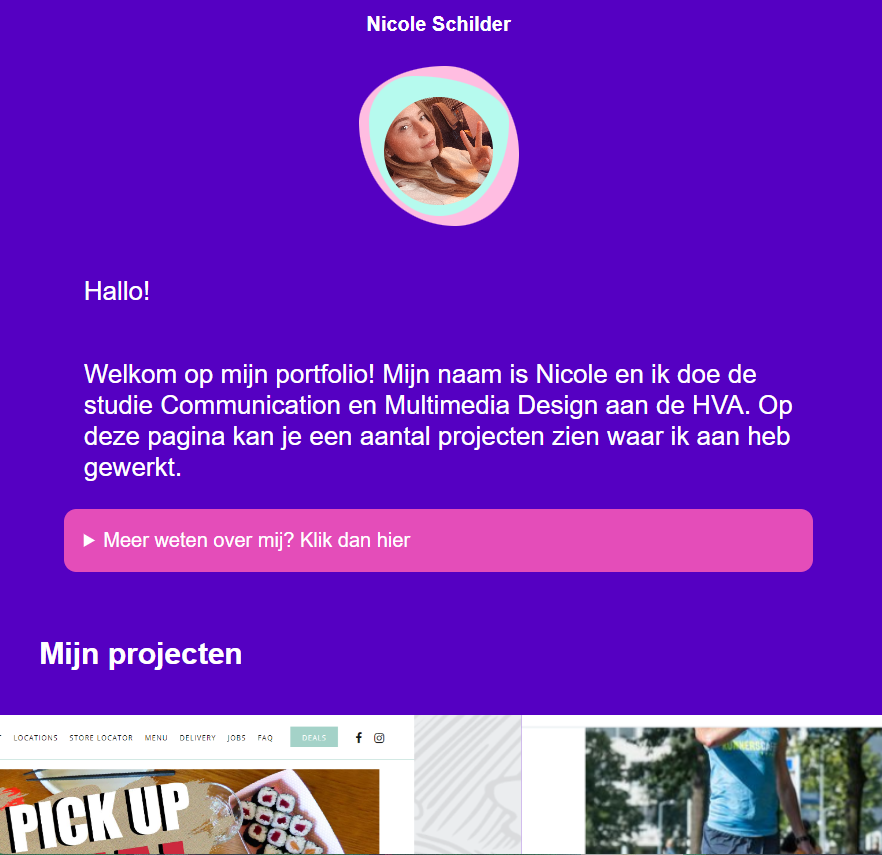 Nicole Schilder
Hallo!
Welkom op mijn portfolio! Mijn naam is Nicole en ik doe de
studie Communication en Multimedia Design aan de HVA. Op
deze pagina kan je een aantal projecten zien waar ik aan heb
gewerkt.
Meer weten over mij? Klik dan hier
Mijn projecten
LOCATIONS STORE LOCATOR MENU DELIVERY JOBS FAQ DEALS
PICK UP